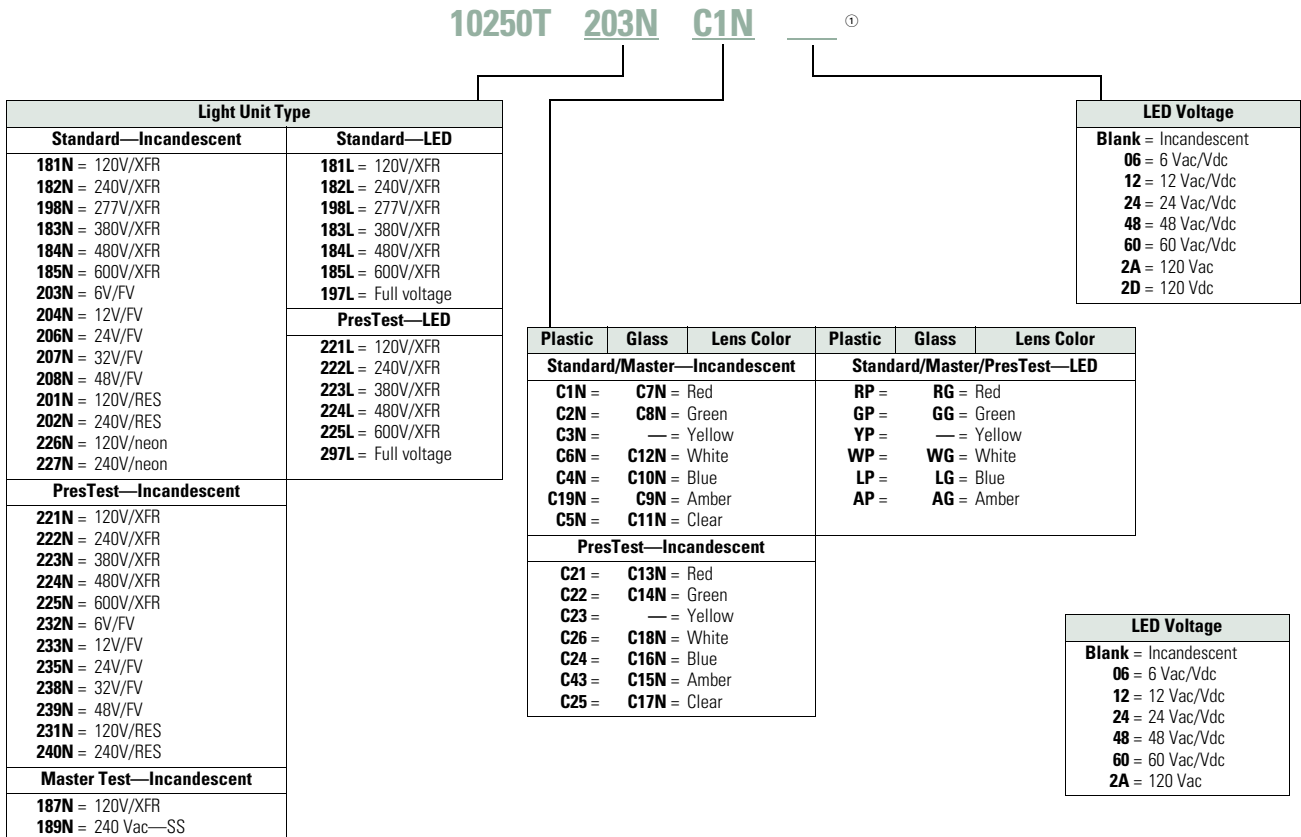 10250T 203N C1N ①
Light Unit Type
Standard—Incandescent
181N = 120V/XFR
182N = 240V/XFR
198N = 277V/XFR
183N = 380V/XFR
184N = 480V/XFR
185N = 600V/XFR
203N = 6V/FV
204N = 12V/FV
206N = 24V/FV
207N = 32V/FV
208N = 48V/FV
201N = 120V/RES
202N = 240V/RES
226N = 120V/neon
227N = 240V/neon
PresTest—Incandescent
221N = 120V/XFR
222N = 240V/XFR
223N = 380V/XFR
224N = 480V/XFR
225N = 600V/XFR
232N = 6V/FV
233N = 12V/FV
235N = 24V/FV
238N = 32V/FV
239N = 48V/FV
231N = 120V/RES
240N = 240V/RES
Master Test—Incandescent
187N = 120V/XFR
189N = 240 Vac—SS
Standard—LED
181L = 120V/XFR
182L = 240V/XFR
198L = 277V/XFR
183L = 380V/XFR
184L = 480V/XFR
185L = 600V/XFR
197L = Full voltage
PresTest—LED
221L = 120V/XFR
222L = 240V/XFR
223L = 380V/XFR
224L = 480V/XFR
225L = 600V/XFR
297L = Full voltage
Plastic Glass Lens Color
Standard/Master—Incandescent
C1N = C7N = Red
C2N = C8N = Green
C3N = — = Yellow
C6N = C12N = White
C4N = C10N = Blue
C19N = C9N = Amber
C5N = C11N = Clear
PresTest—Incandescent
C21 = C13N = Red
C22 = C14N = Green
C23 = — = Yellow
C26 = C18N = White
C24 = C16N = Blue
C43 = C15N = Amber
C25 = C17N = Clear
Plastic Glass Lens Color
Standard/Master/PresTest—LED
RP = RG = Red
GP = GG = Green
YP = — = Yellow
WP = WG = White
LP = LG = Blue
AP = AG = Amber
LED Voltage
Blank = Incandescent
06 = 6 Vac/Vdc
12 = 12 Vac/Vdc
24 = 24 Vac/Vdc
48 = 48 Vac/Vdc
60 = 60 Vac/Vdc
2A = 120 Vac
2D = 120 Vdc
LED Voltage
Blank = Incandescent
06 = 6 Vac/Vdc
12 = 12 Vac/Vdc
24 = 24 Vac/Vdc
48 = 48 Vac/Vdc
60 = 60 Vac/Vdc
2A = 120 Vac